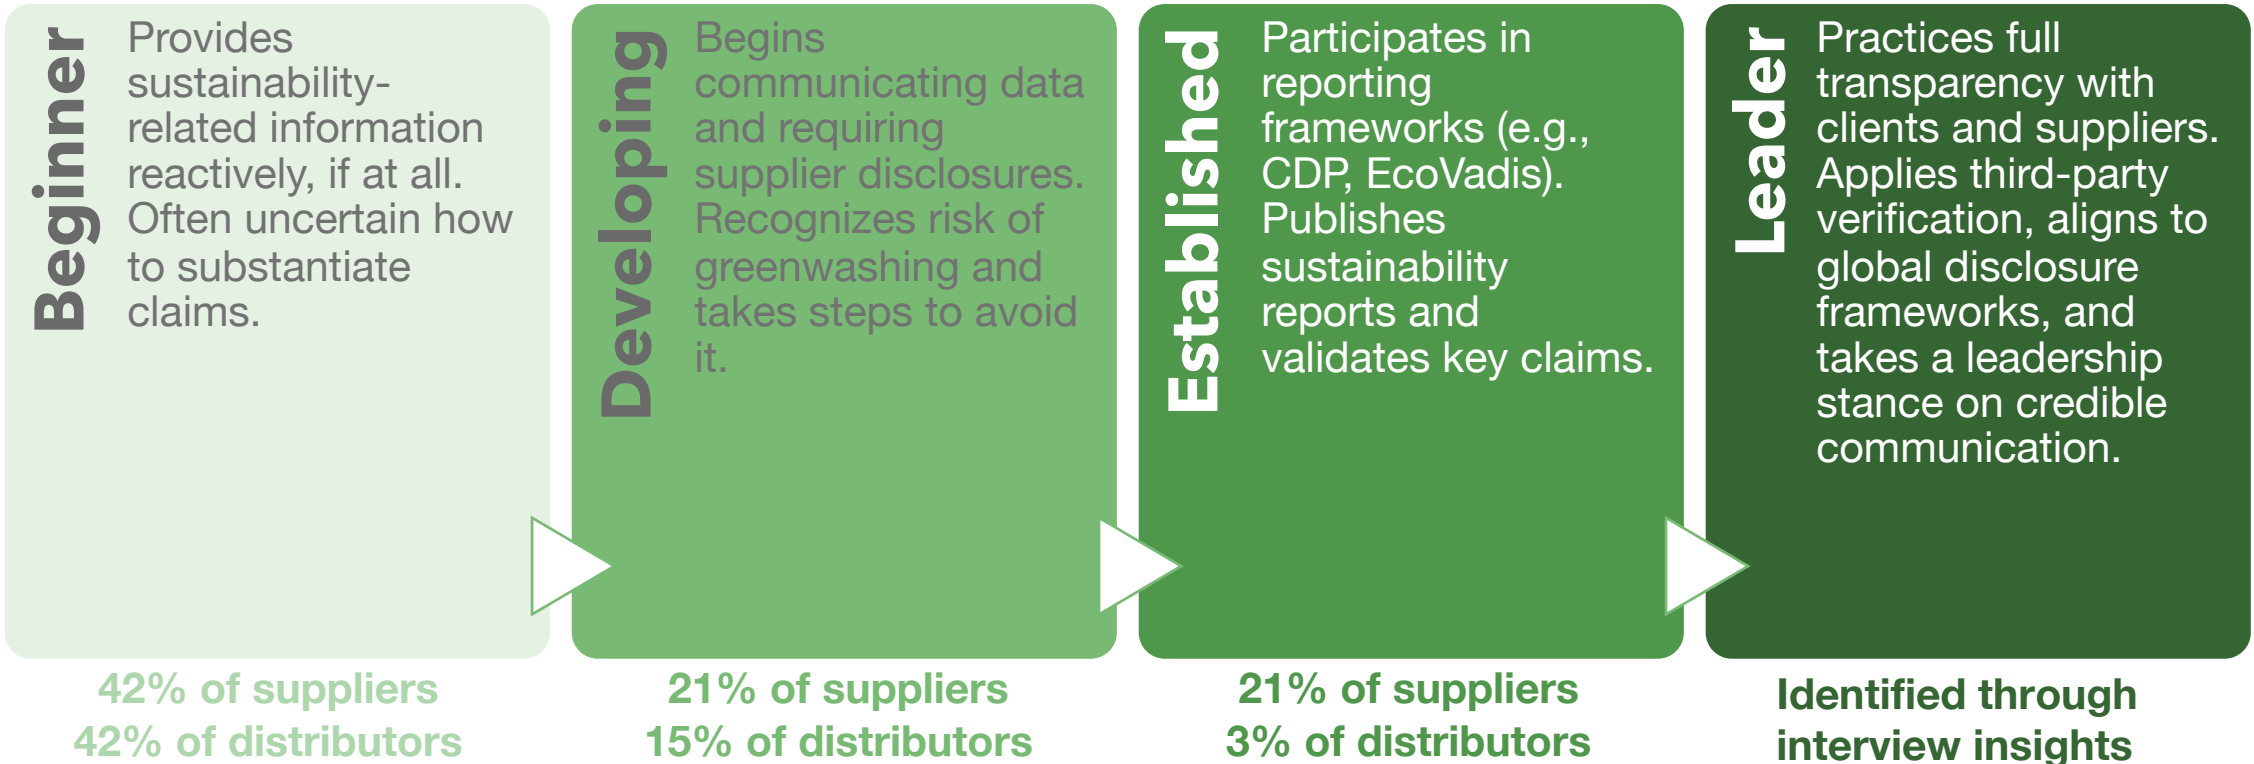 Beginner
Provides
sustainability-
related information
reactively, if at all.
Often uncertain how
to substantiate
claims.
42% of suppliers
42% of distributors
Developing
Begins
communicating data
and requiring
supplier disclosures.
Recognizes risk of
greenwashing and
takes steps to avoid
it.
21% of suppliers
15% of distributors
Established
Participates in
reporting
frameworks (e.g.,
CDP, EcoVadis).
Publishes
sustainability
reports and
validates key claims.
21% of suppliers
3% of distributors
Leader
Practices full
transparency with
clients and suppliers.
Applies third-party
verification, aligns to
global disclosure
frameworks, and
takes a leadership
stance on credible
communication.
Identified through
interview insights